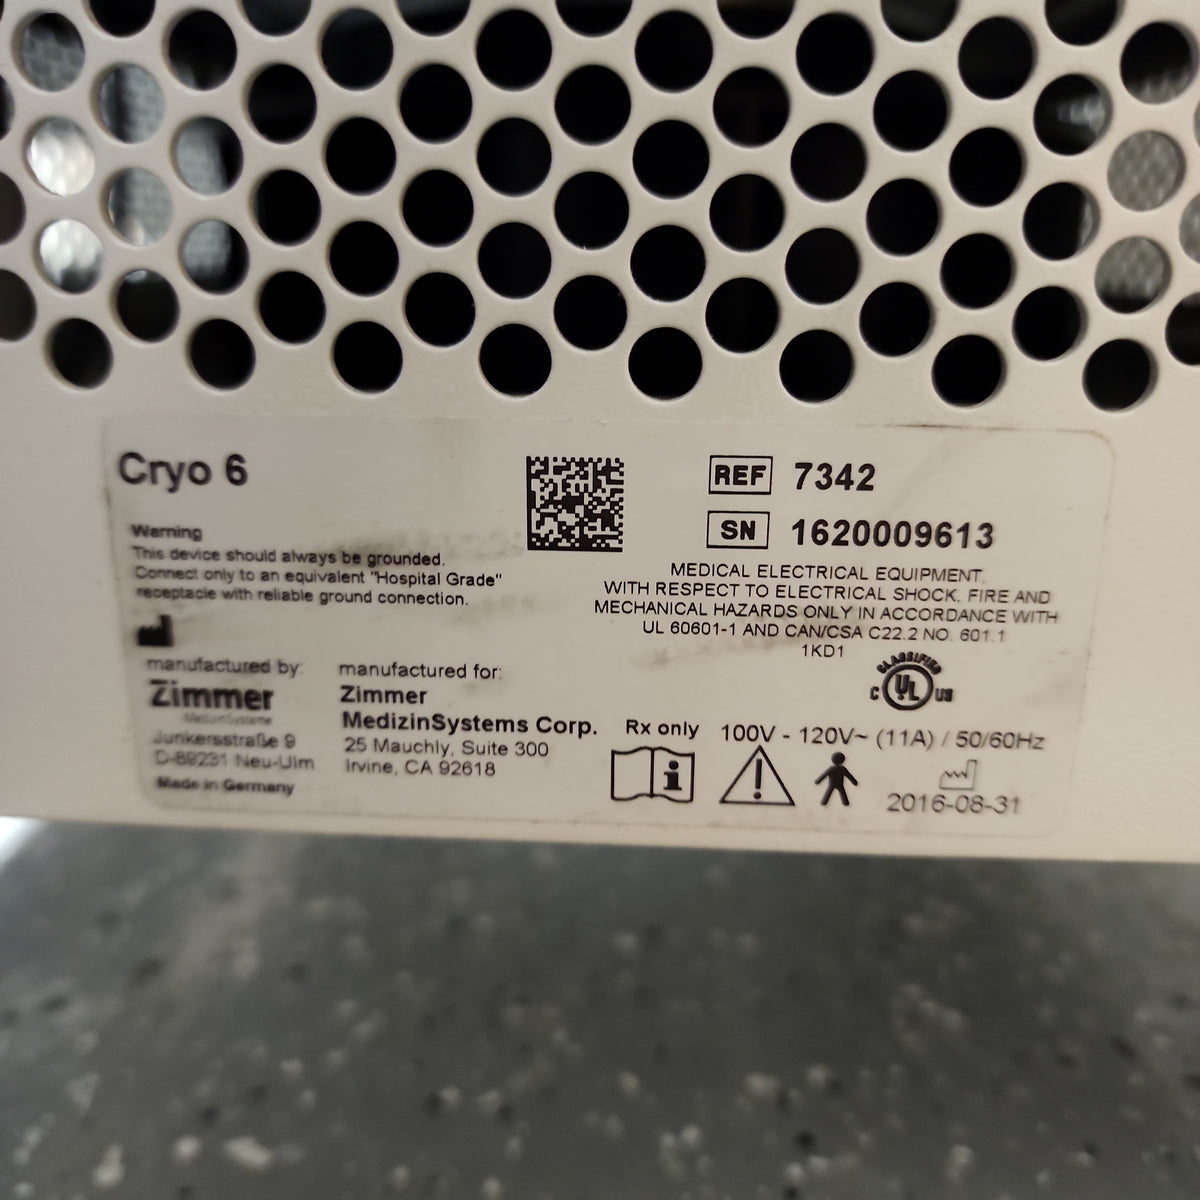 Cryo 6
Warning
This device should always be grounded.
Connect only to an equivalent "Hospital Grade"
receptacle with reliable ground connection.
manufactured by:
Zimmer
MedizinSysteme
Junkersstraße 9
D-89231 Neu-Ulm
Made in Germany
manufactured for:
Zimmer
MedizinSystems Corp.
25 Mauchly, Suite 300
Irvine, CA 92618
REF 7342
SN 1620009613
MEDICAL ELECTRICAL EQUIPMENT,
WITH RESPECT TO ELECTRICAL SHOCK, FIRE AND
MECHANICAL HAZARDS ONLY IN ACCORDANCE WITH
UL 60601-1 AND CAN/CSA C22.2 NO. 601.1
1KD1
CLASSIFIED
C UL US
Rx only 100V - 120V~ (11A) / 50/60Hz
2016-08-31